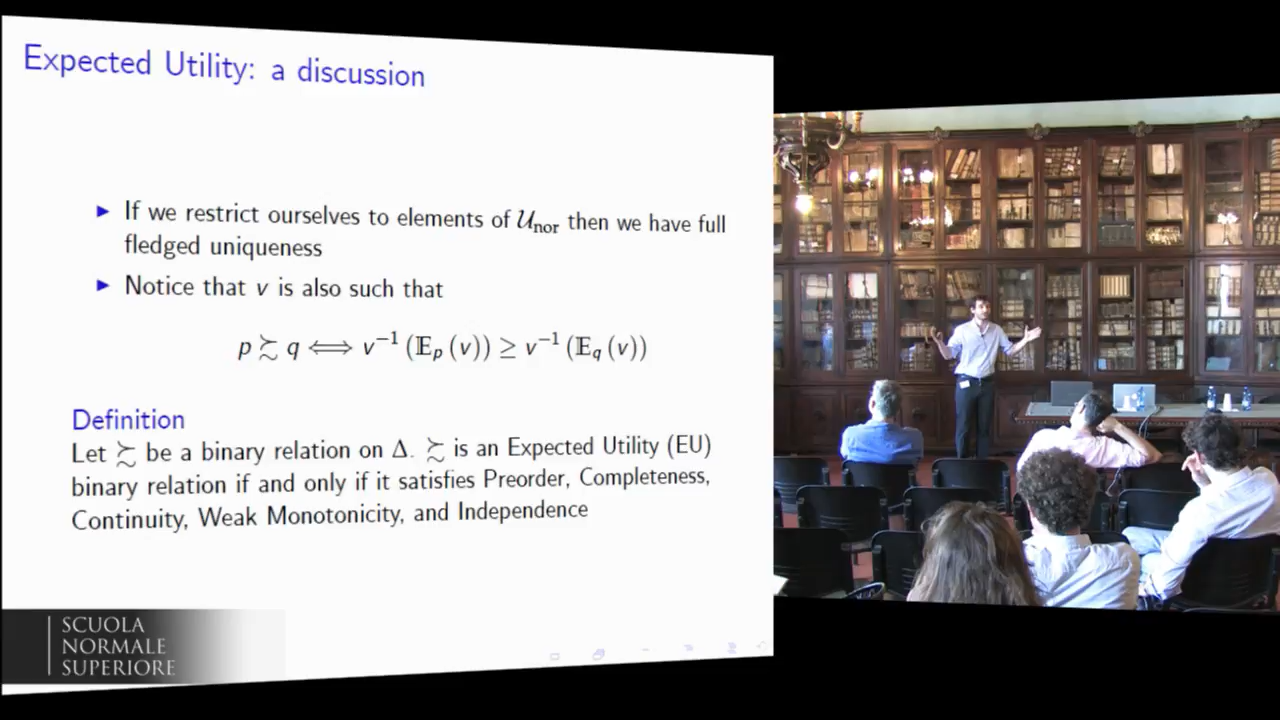 Expected Utility: a discussion
▶ If we restrict ourselves to elements of 𝒰nor then we have full
fledged uniqueness
▶ Notice that v is also such that
p ≿ q ⟺ v⁻¹ (𝔼p (v)) ≥ v⁻¹ (𝔼q (v))
Definition
Let ≿ be a binary relation on Δ. ≿ is an Expected Utility (EU)
binary relation if and only if it satisfies Preorder, Completeness,
Continuity, Weak Monotonicity, and Independence
SCUOLA
NORMALE
SUPERIORE